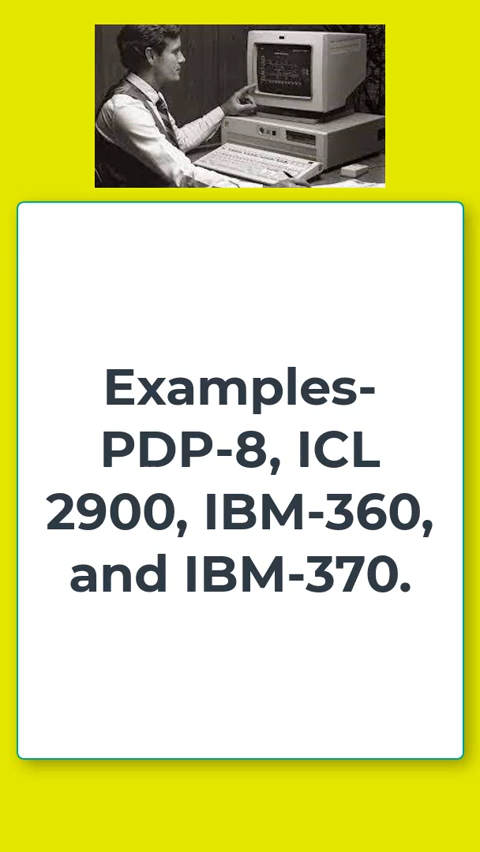 Examples-
PDP-8, ICL
2900, IBM-360,
and IBM-370.